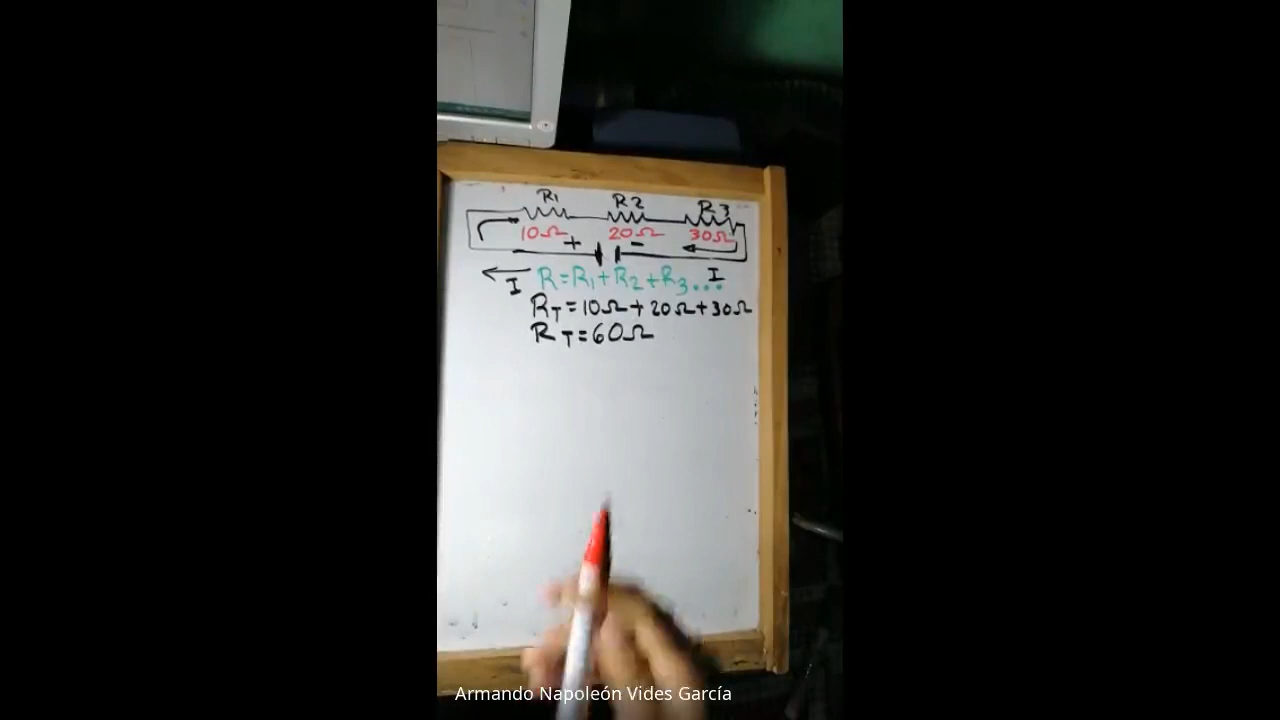 R1 R2 R3
10Ω 20Ω 30Ω
+ -
I I
R=R1+R2+R3...
RT=10Ω+20Ω+30Ω
RT=60Ω
Armando Napoleón Vides García